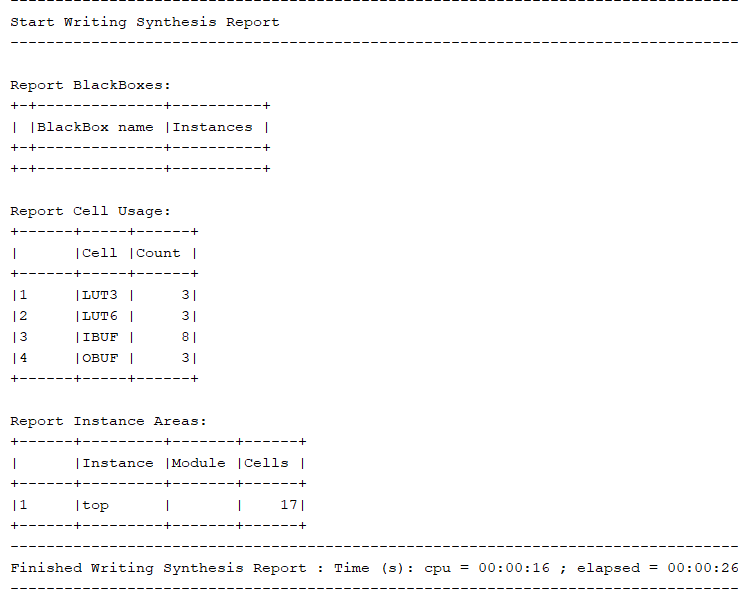 ---------------------------------------------------------------------------------
Start Writing Synthesis Report
---------------------------------------------------------------------------------

Report BlackBoxes:
+-+--------------+----------+
| |BlackBox name |Instances |
+-+--------------+----------+
+-+--------------+----------+

Report Cell Usage:
+------+-----+------+
|      |Cell |Count |
+------+-----+------+
|1     |LUT3 |     3|
|2     |LUT6 |     3|
|3     |IBUF |     8|
|4     |OBUF |     3|
+------+-----+------+

Report Instance Areas:
+------+---------+-------+------+
|      |Instance |Module |Cells |
+------+---------+-------+------+
|1     |top      |       |    17|
+------+---------+-------+------+
---------------------------------------------------------------------------------
Finished Writing Synthesis Report : Time (s): cpu = 00:00:16 ; elapsed = 00:00:26
---------------------------------------------------------------------------------